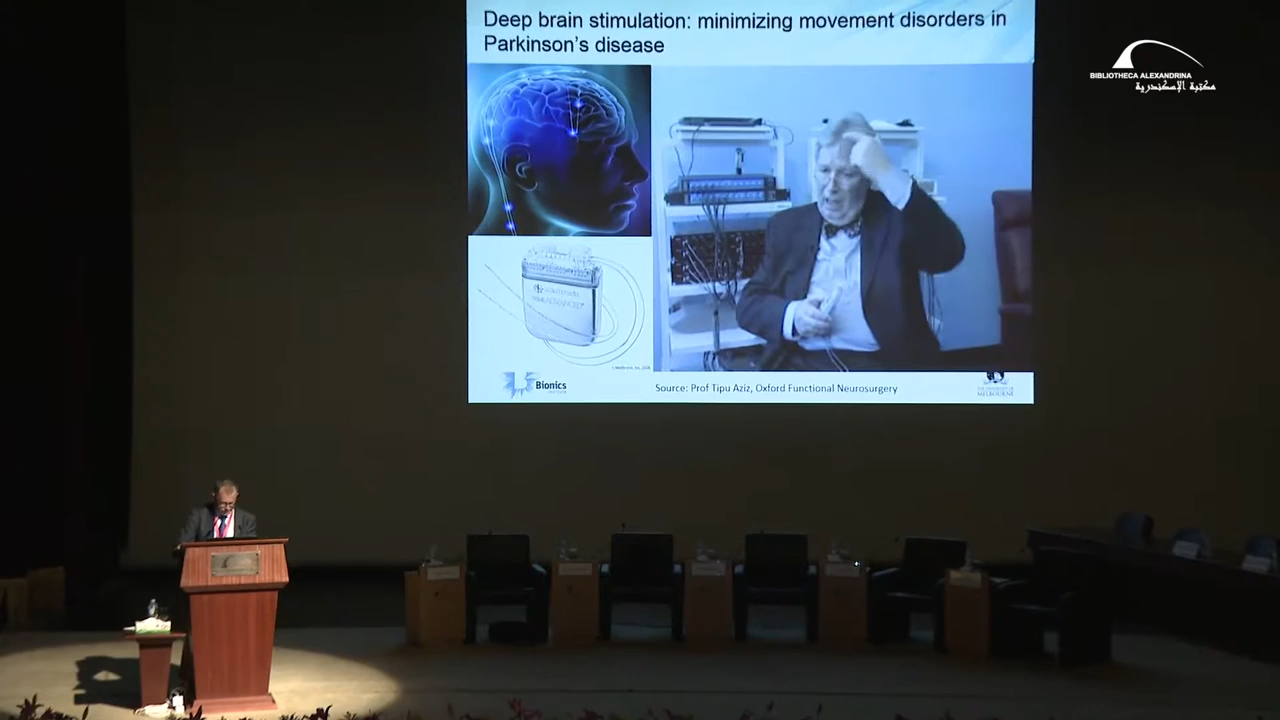 Deep brain stimulation: minimizing movement disorders in
Parkinson's disease
BIBLIOTHECA ALEXANDRINA
مكتبة الإسكندرية
Bionics
Source: Prof Tipu Aziz, Oxford Functional Neurosurgery
MELBOURNE